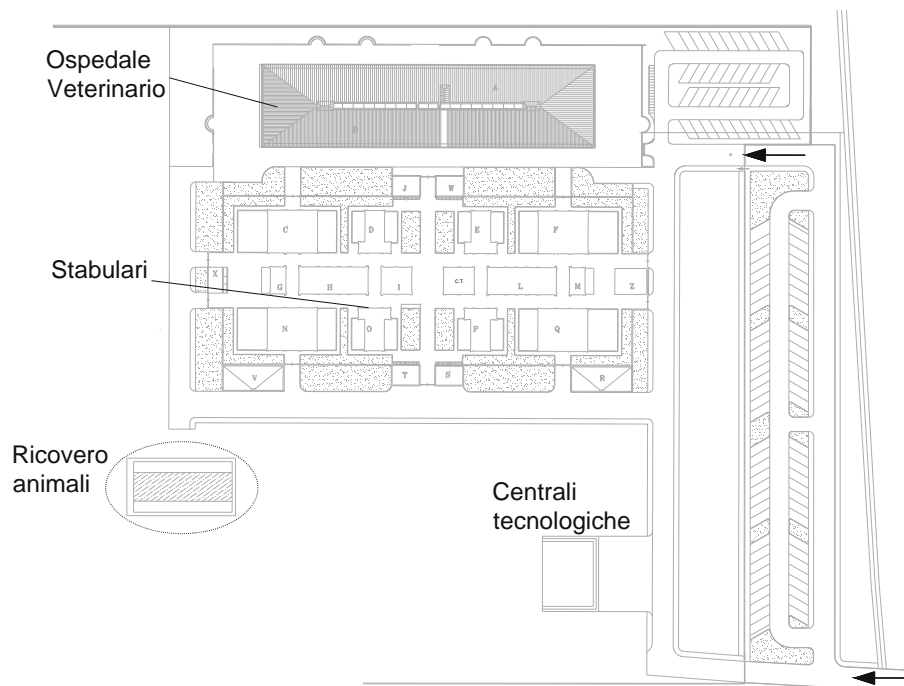 Ospedale
Veterinario
A
B
J W
C D E F
Stabulari
X G H I C.T. L M Z
N O P Q
V T S R
Ricovero
animali
Centrali
tecnologiche